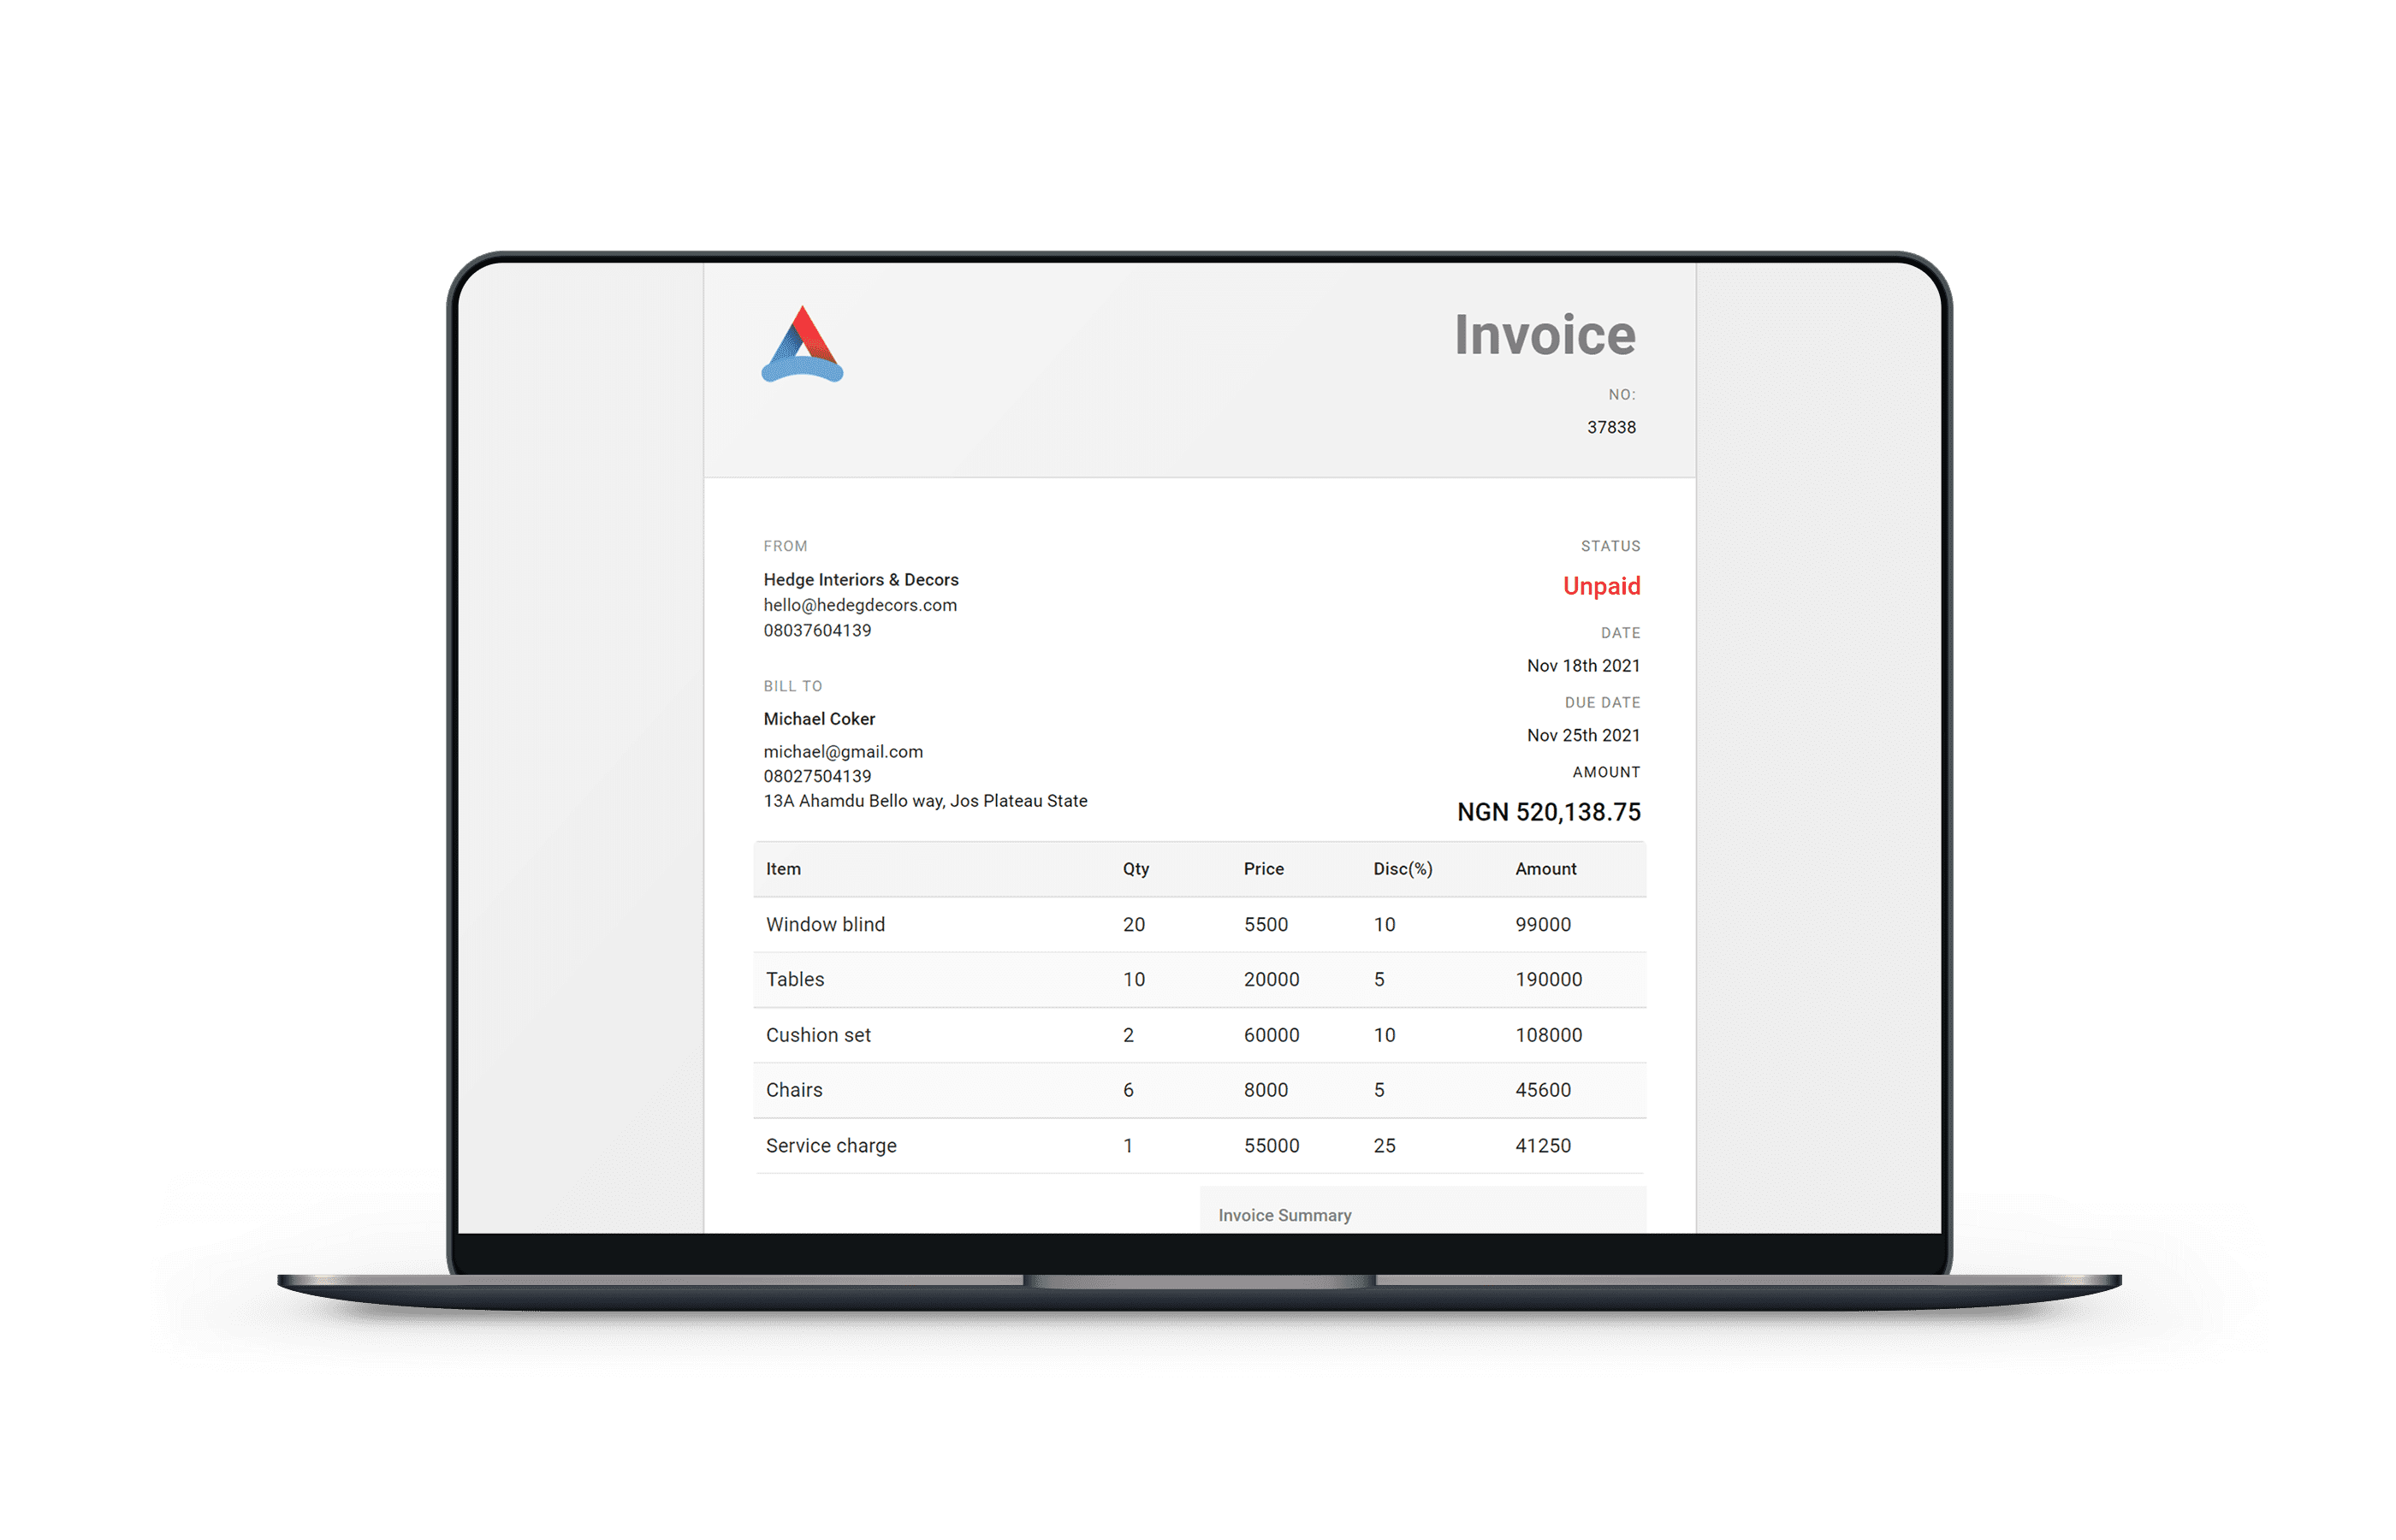 Invoice
NO:
37838
FROM
Hedge Interiors & Decors
hello@hedegdecors.com
08037604139
BILL TO
Michael Coker
michael@gmail.com
08027504139
13A Ahamdu Bello way, Jos Plateau State
STATUS
Unpaid
DATE
Nov 18th 2021
DUE DATE
Nov 25th 2021
AMOUNT
NGN 520,138.75
Item Qty Price Disc(%) Amount
Window blind 20 5500 10 99000
Tables 10 20000 5 190000
Cushion set 2 60000 10 108000
Chairs 6 8000 5 45600
Service charge 1 55000 25 41250
Invoice Summary